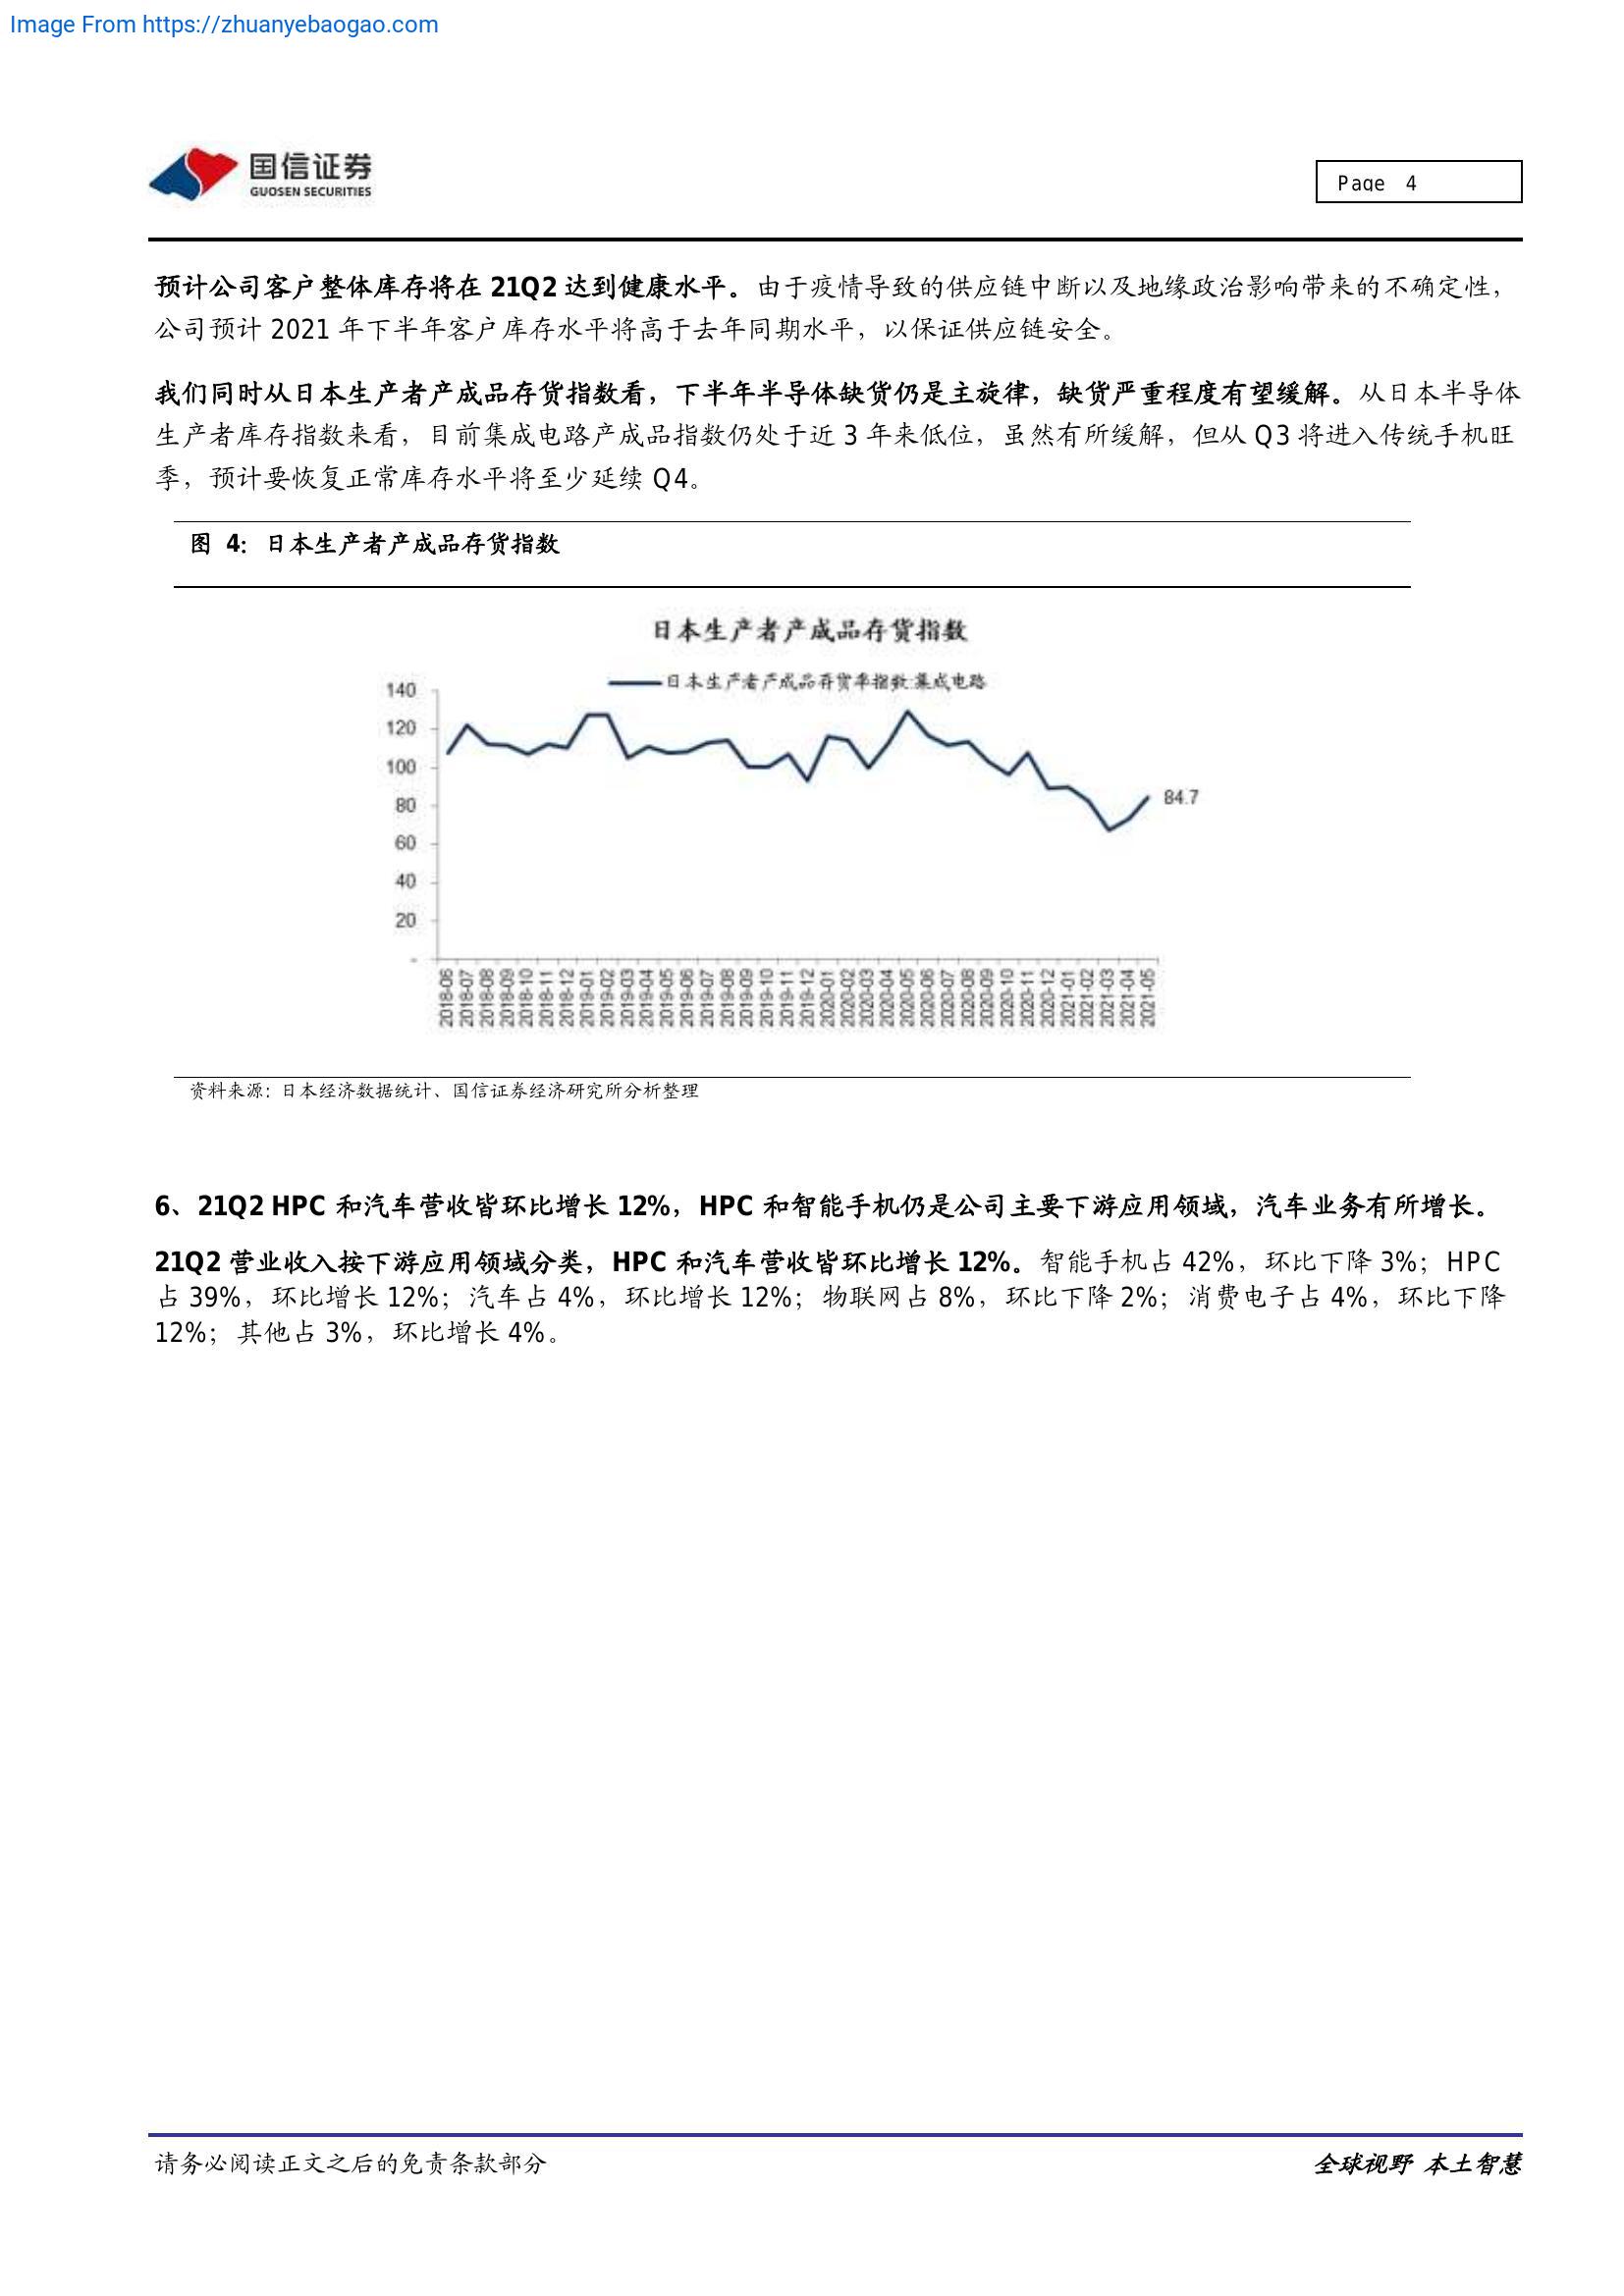 Image From https://zhuanyebaogao.com
国信证券
GUOSEN SECURITIES
Page 4
预计公司客户整体库存将在 21Q2 达到健康水平。由于疫情导致的供应链中断以及地缘政治影响带来的不确定性，
公司预计 2021 年下半年客户库存水平将高于去年同期水平，以保证供应链安全。
我们同时从日本生产者产成品存货指数看，下半年半导体缺货仍是主旋律，缺货严重程度有望缓解。从日本半导体
生产者库存指数来看，目前集成电路产成品指数仍处于近 3 年来低位，虽然有所缓解，但从 Q3 将进入传统手机旺
季，预计要恢复正常库存水平将至少延续 Q4。
图 4：日本生产者产成品存货指数
日本生产者产成品存货指数
日本生产者产成品存货率指数:集成电路
140
120
100
80
60
40
20
-
84.7
2018-06
2018-07
2018-08
2018-09
2018-10
2018-11
2018-12
2019-01
2019-02
2019-03
2019-04
2019-05
2019-06
2019-07
2019-08
2019-09
2019-10
2019-11
2019-12
2020-01
2020-02
2020-03
2020-04
2020-05
2020-06
2020-07
2020-08
2020-09
2020-10
2020-11
2020-12
2021-01
2021-02
2021-03
2021-04
2021-05
资料来源：日本经济数据统计、国信证券经济研究所分析整理
6、21Q2 HPC 和汽车营收皆环比增长 12%，HPC 和智能手机仍是公司主要下游应用领域，汽车业务有所增长。
21Q2 营业收入按下游应用领域分类，HPC 和汽车营收皆环比增长 12%。智能手机占 42%，环比下降 3%；HPC
占 39%，环比增长 12%；汽车占 4%，环比增长 12%；物联网占 8%，环比下降 2%；消费电子占 4%，环比下降
12%；其他占 3%，环比增长 4%。
请务必阅读正文之后的免责条款部分
全球视野 本土智慧